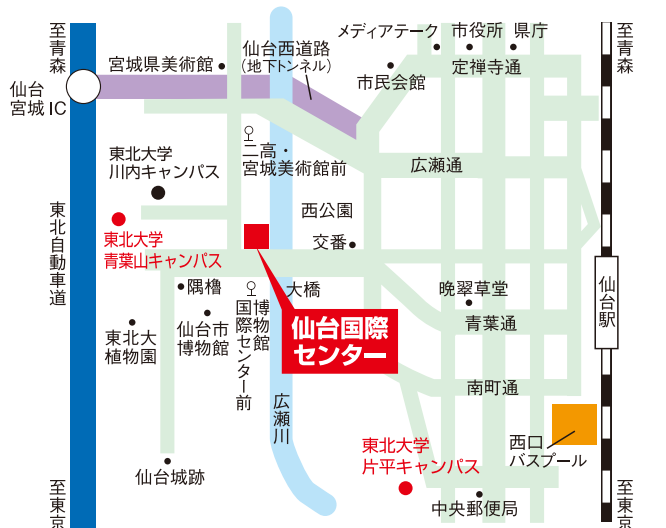 至青森
仙台
宮城IC
宮城県美術館
仙台西道路
(地下トンネル)
メディアテーク
市役所
県庁
市民会館
定禅寺通
至青森
二高・
宮城美術館前
東北大学
川内キャンパス
広瀬通
西公園
東北大学
青葉山キャンパス
交番
東北自動車道
隅櫓
大橋
晩翠草堂
仙台駅
東北大
植物園
仙台市
博物館
博物館
国際センター前
仙台国際
センター
青葉通
南町通
広瀬川
東北大学
片平キャンパス
西口
バスプール
仙台城跡
中央郵便局
至東京
至東京